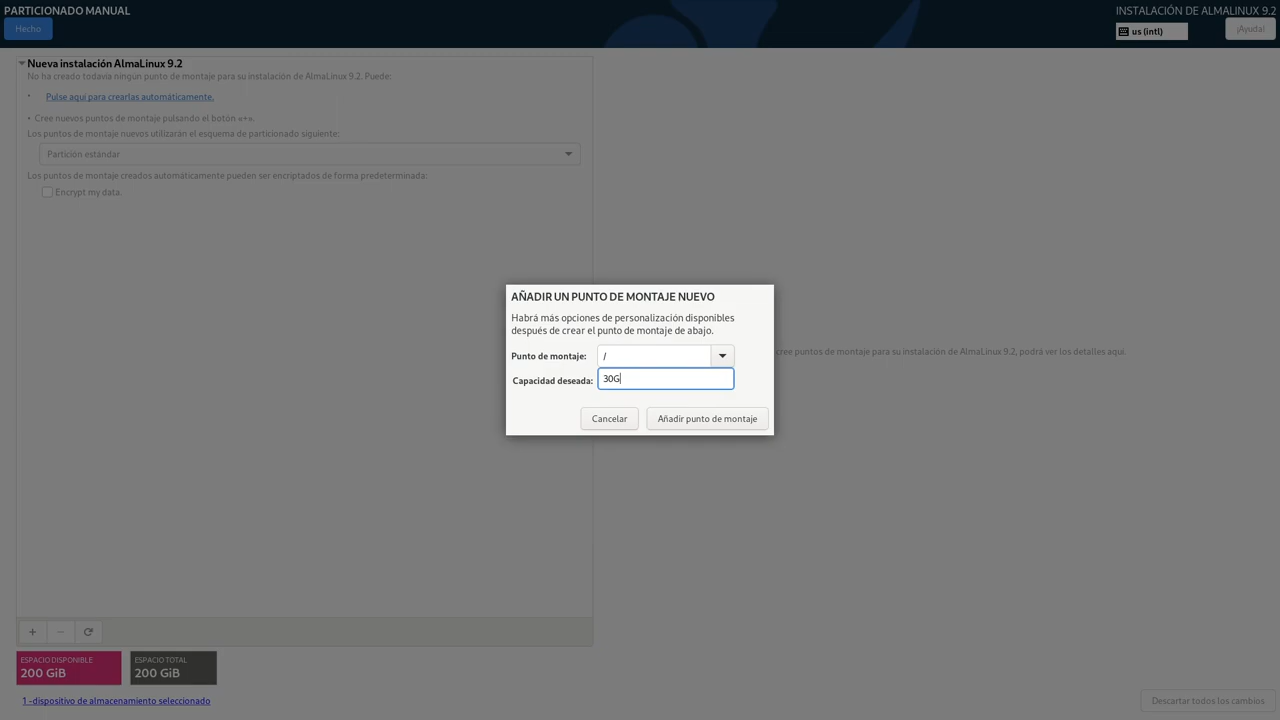 PARTICIONADO MANUAL
INSTALACIÓN DE ALMALINUX 9.2
Hecho
us (intl)
¡Ayuda!
Nueva instalación AlmaLinux 9.2
No ha creado todavía ningún punto de montaje para su instalación de AlmaLinux 9.2. Puede:
• Pulse aquí para crearlas automáticamente.
• Cree nuevos puntos de montaje pulsando el botón «+».
Los puntos de montaje nuevos utilizarán el esquema de particionado siguiente:
Partición estándar
Los puntos de montaje creados automáticamente pueden ser encriptados de forma predeterminada:
Encrypt my data.
AÑADIR UN PUNTO DE MONTAJE NUEVO
Habrá más opciones de personalización disponibles
después de crear el punto de montaje de abajo.
Punto de montaje: /
Capacidad deseada: 30G
Cancelar
Añadir punto de montaje
cree puntos de montaje para su instalación de AlmaLinux 9.2, podrá ver los detalles aquí.
+ −
ESPACIO DISPONIBLE
200 GiB
ESPACIO TOTAL
200 GiB
1 -dispositivo de almacenamiento seleccionado
Descartar todos los cambios